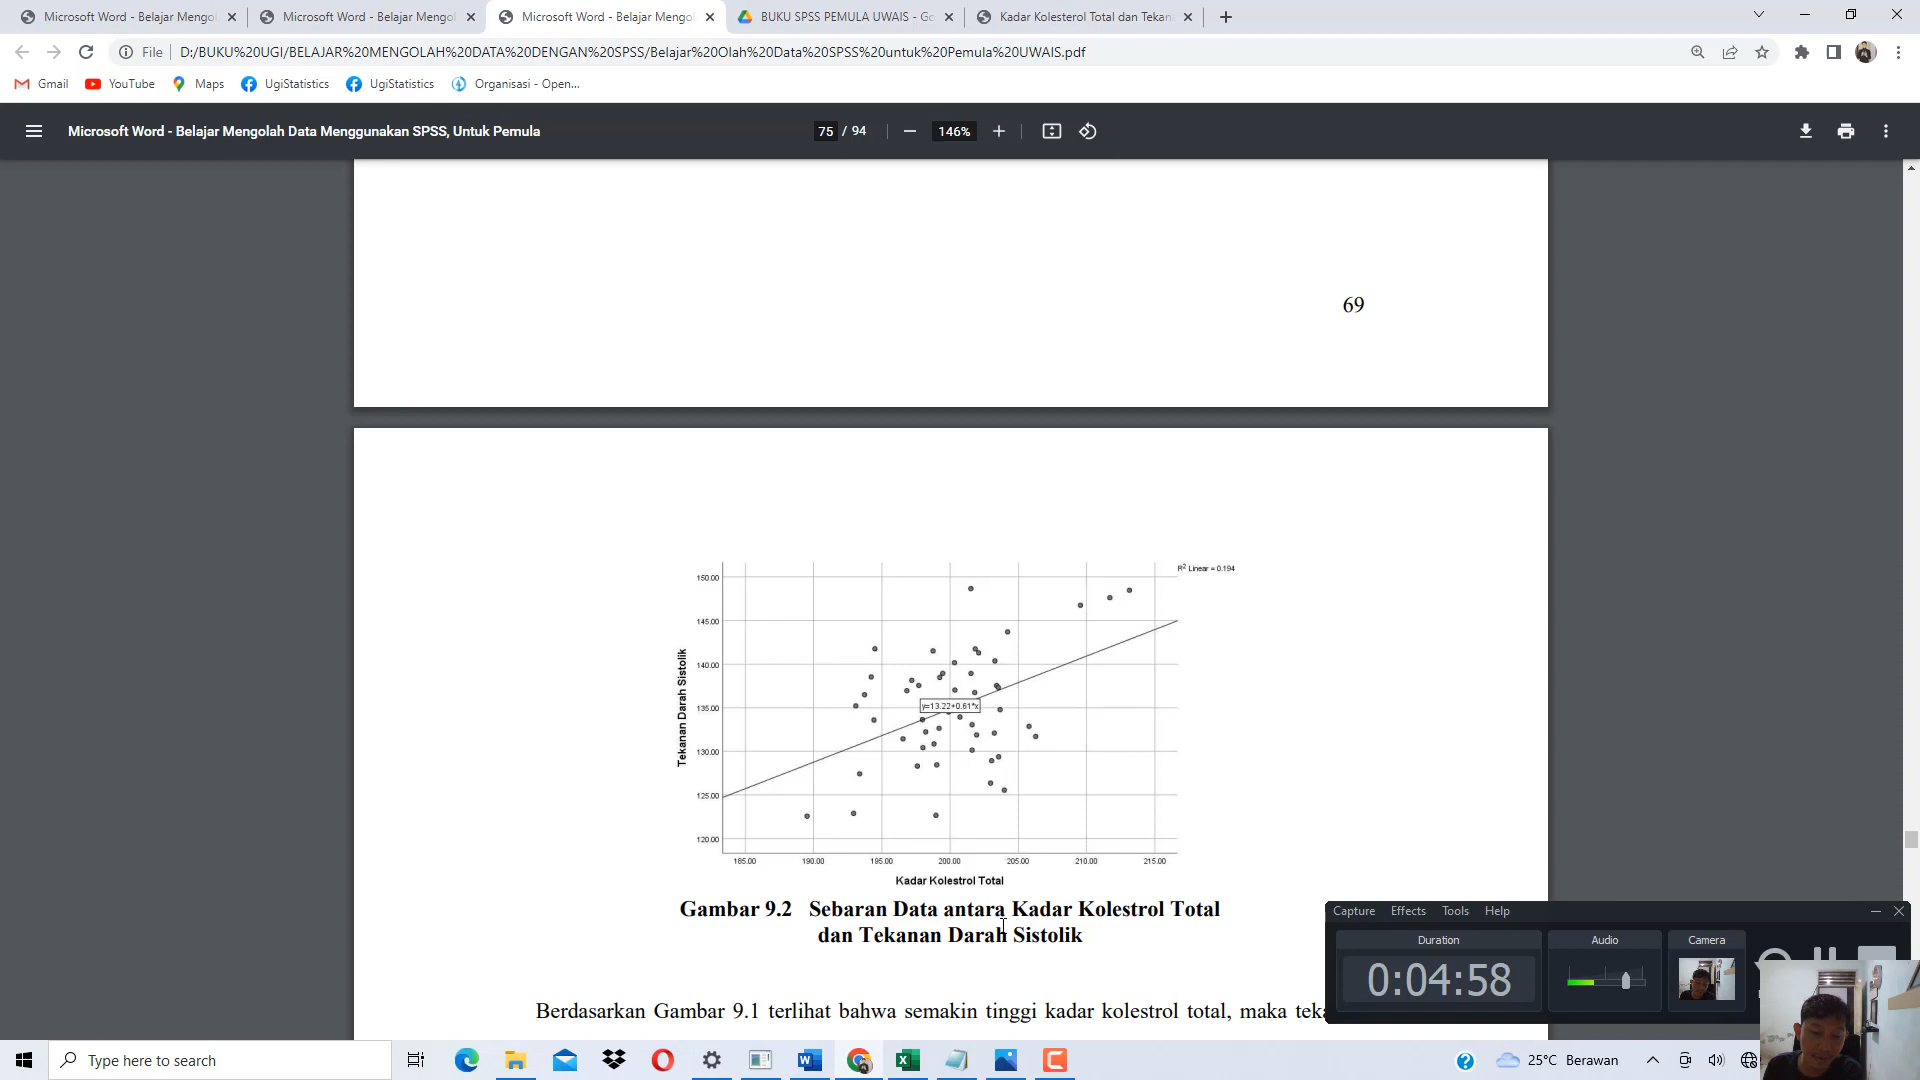 Microsoft Word - Belajar Mengol
Microsoft Word - Belajar Mengol
Microsoft Word - Belajar Mengol
BUKU SPSS PEMULA UWAIS - Go
Kadar Kolesterol Total dan Tekan
File
D:/BUKU%20UGI/BELAJAR%20MENGOLAH%20DATA%20DENGAN%20SPSS/Belajar%20Olah%20Data%20SPSS%20untuk%20Pemula%20UWAIS.pdf
Gmail
YouTube
Maps
UgiStatistics
UgiStatistics
Organisasi - Open...
Microsoft Word - Belajar Mengolah Data Menggunakan SPSS, Untuk Pemula
75 / 94
146%
69
R2 Linear = 0.194
150.00
145.00
140.00
135.00
130.00
125.00
120.00
Tekanan Darah Sistolik
y=13.22+0.61*x
185.00 190.00 195.00 200.00 205.00 210.00 215.00
Kadar Kolestrol Total
Gambar 9.2 Sebaran Data antara Kadar Kolestrol Total
dan Tekanan Darah Sistolik
Berdasarkan Gambar 9.1 terlihat bahwa semakin tinggi kadar kolestrol total, maka teka
Capture Effects Tools Help
Duration
Audio
Camera
0:04:58
Type here to search
25°C Berawan